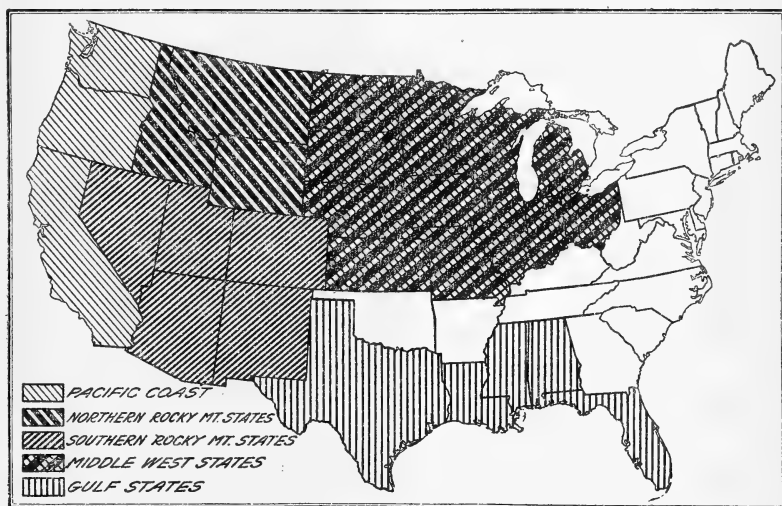 PACIFIC COAST
NORTHERN ROCKY MT. STATES
SOUTHERN ROCKY MT. STATES
MIDDLE WEST STATES
GULF STATES